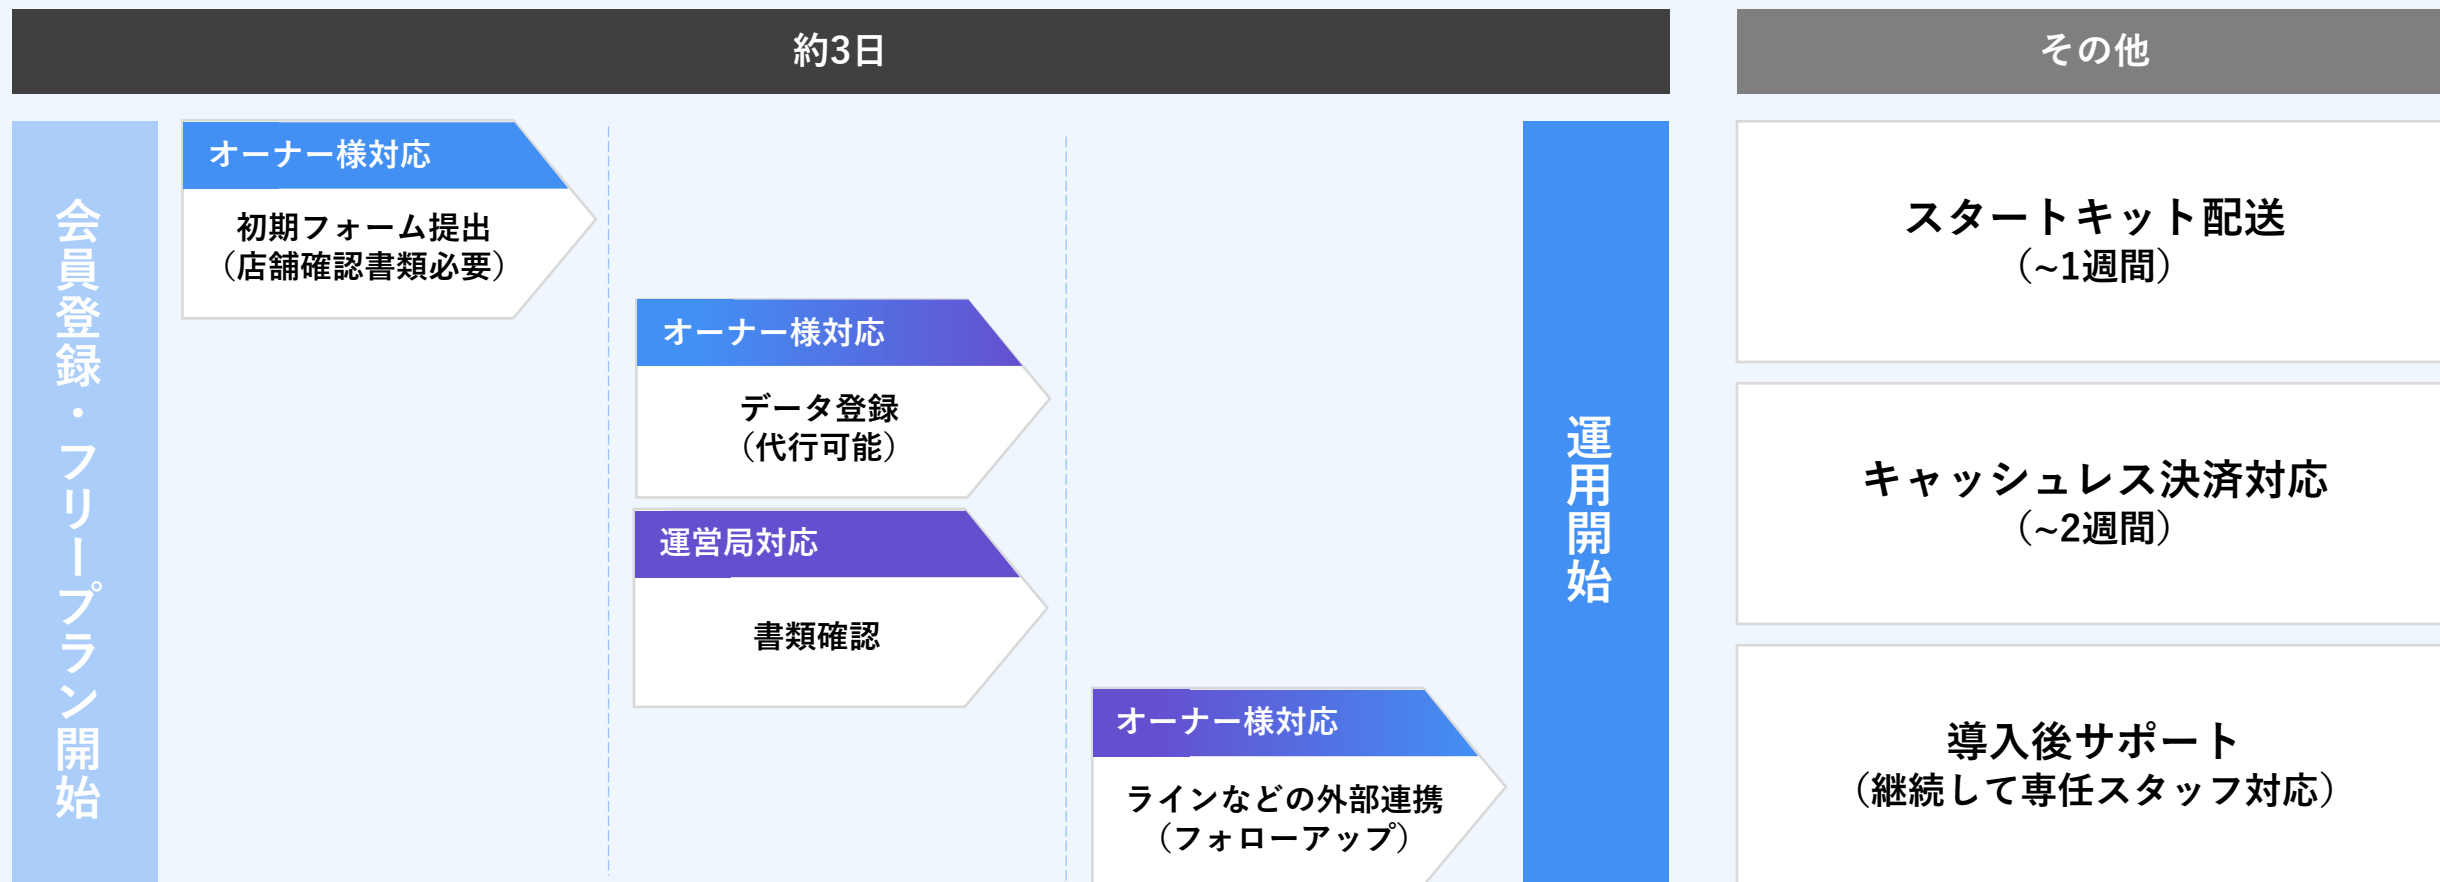 約3日
その他
会員登録・フリープラン開始
オーナー様対応
初期フォーム提出
（店舗確認書類必要）
オーナー様対応
データ登録
（代行可能）
運営局対応
書類確認
オーナー様対応
ラインなどの外部連携
（フォローアップ）
運用開始
スタートキット配送
（~1週間）
キャッシュレス決済対応
（~2週間）
導入後サポート
（継続して専任スタッフ対応）